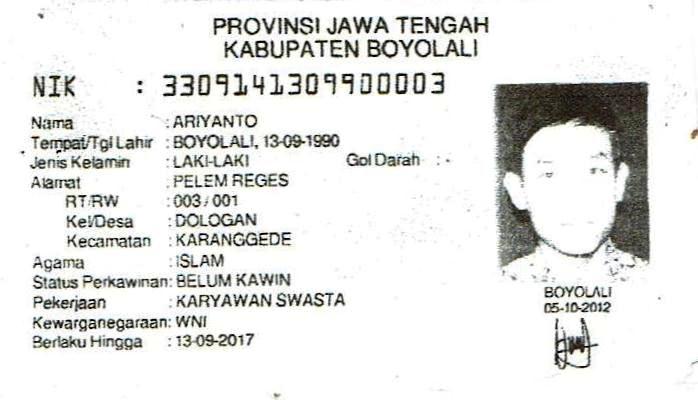 PROVINSI JAWA TENGAH
KABUPATEN BOYOLALI
NIK : 3309141309900003
Nama : ARIYANTO
Tempat/Tgl Lahir : BOYOLALI, 13-09-1990
Jenis Kelamin : LAKI-LAKI Gol Darah : -
Alamat : PELEM REGES
RT/RW : 003 / 001
Kel/Desa : DOLOGAN
Kecamatan : KARANGGEDE
Agama : ISLAM
Status Perkawinan: BELUM KAWIN
Pekerjaan : KARYAWAN SWASTA
Kewarganegaraan: WNI
Berlaku Hingga : 13-09-2017
BOYOLALI
05-10-2012